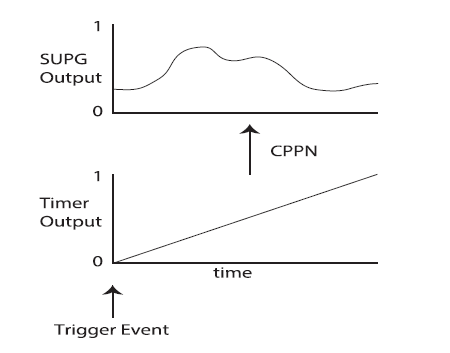 1
SUPG
Output
0
CPPN
1
Timer
Output
0
time
Trigger Event